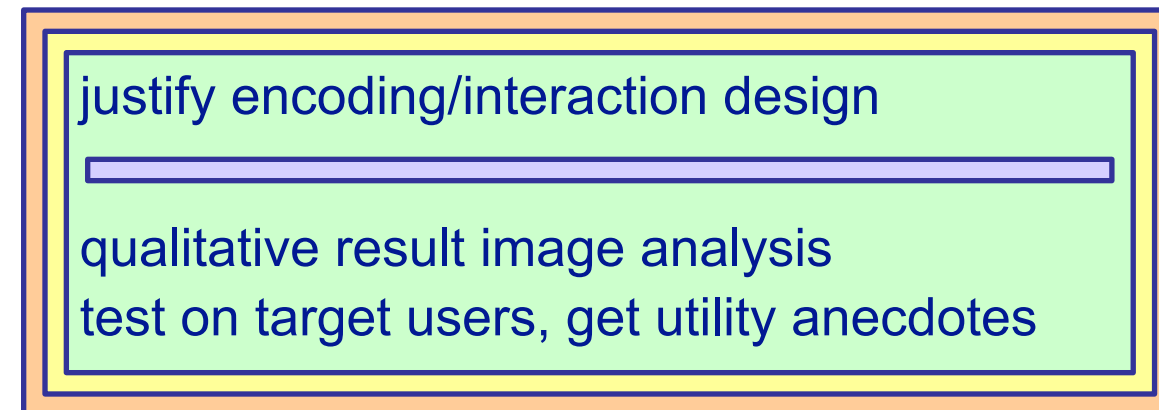 justify encoding/interaction design
qualitative result image analysis
test on target users, get utility anecdotes